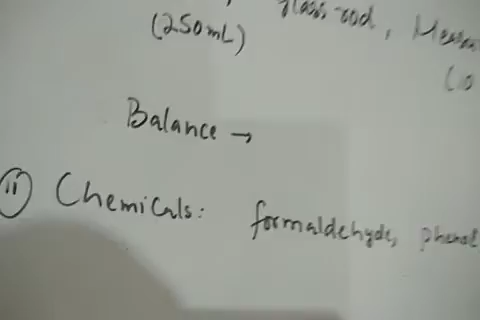 glass rod,
(250mL)
Balance →
(ii) Chemicals: formaldehyde, phenol